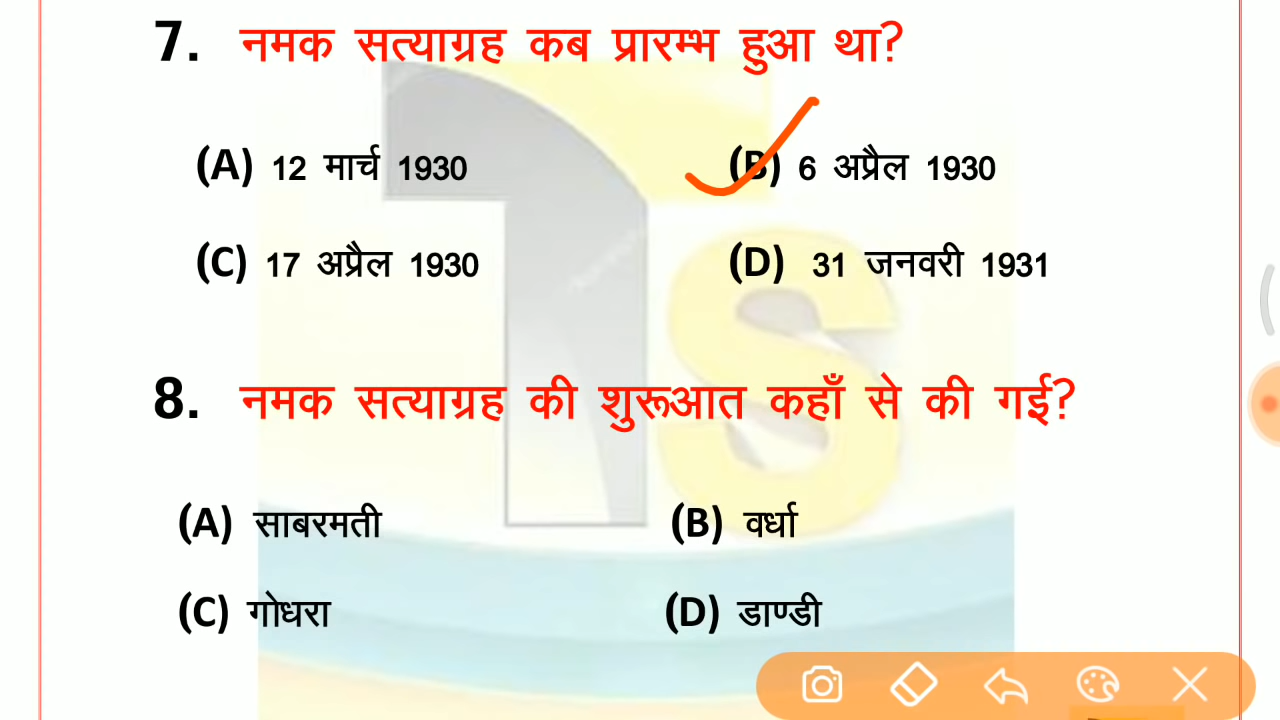 7. नमक सत्याग्रह कब प्रारम्भ हुआ था?
(A) 12 मार्च 1930 (B) 6 अप्रैल 1930
(C) 17 अप्रैल 1930 (D) 31 जनवरी 1931
8. नमक सत्याग्रह की शुरूआत कहाँ से की गई?
(A) साबरमती (B) वर्धा
(C) गोधरा (D) डाण्डी